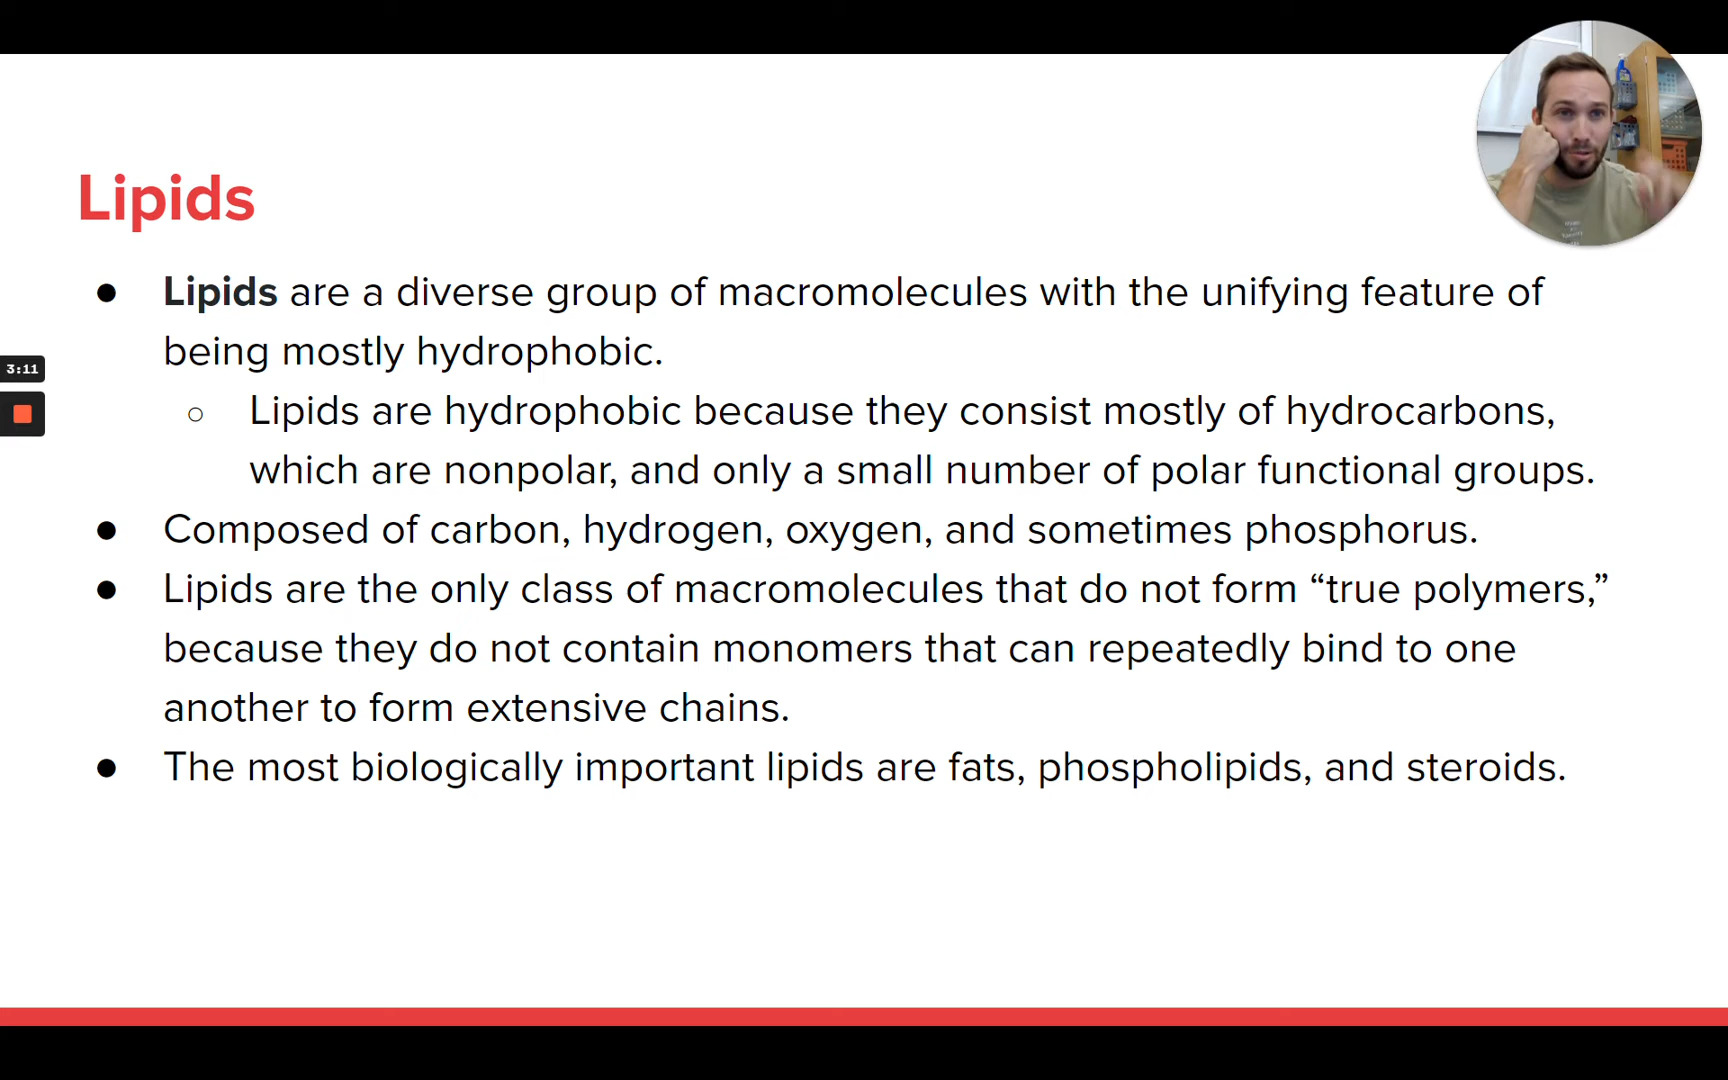 Lipids
● Lipids are a diverse group of macromolecules with the unifying feature of
being mostly hydrophobic.
○ Lipids are hydrophobic because they consist mostly of hydrocarbons,
which are nonpolar, and only a small number of polar functional groups.
● Composed of carbon, hydrogen, oxygen, and sometimes phosphorus.
● Lipids are the only class of macromolecules that do not form “true polymers,”
because they do not contain monomers that can repeatedly bind to one
another to form extensive chains.
● The most biologically important lipids are fats, phospholipids, and steroids.
3:11